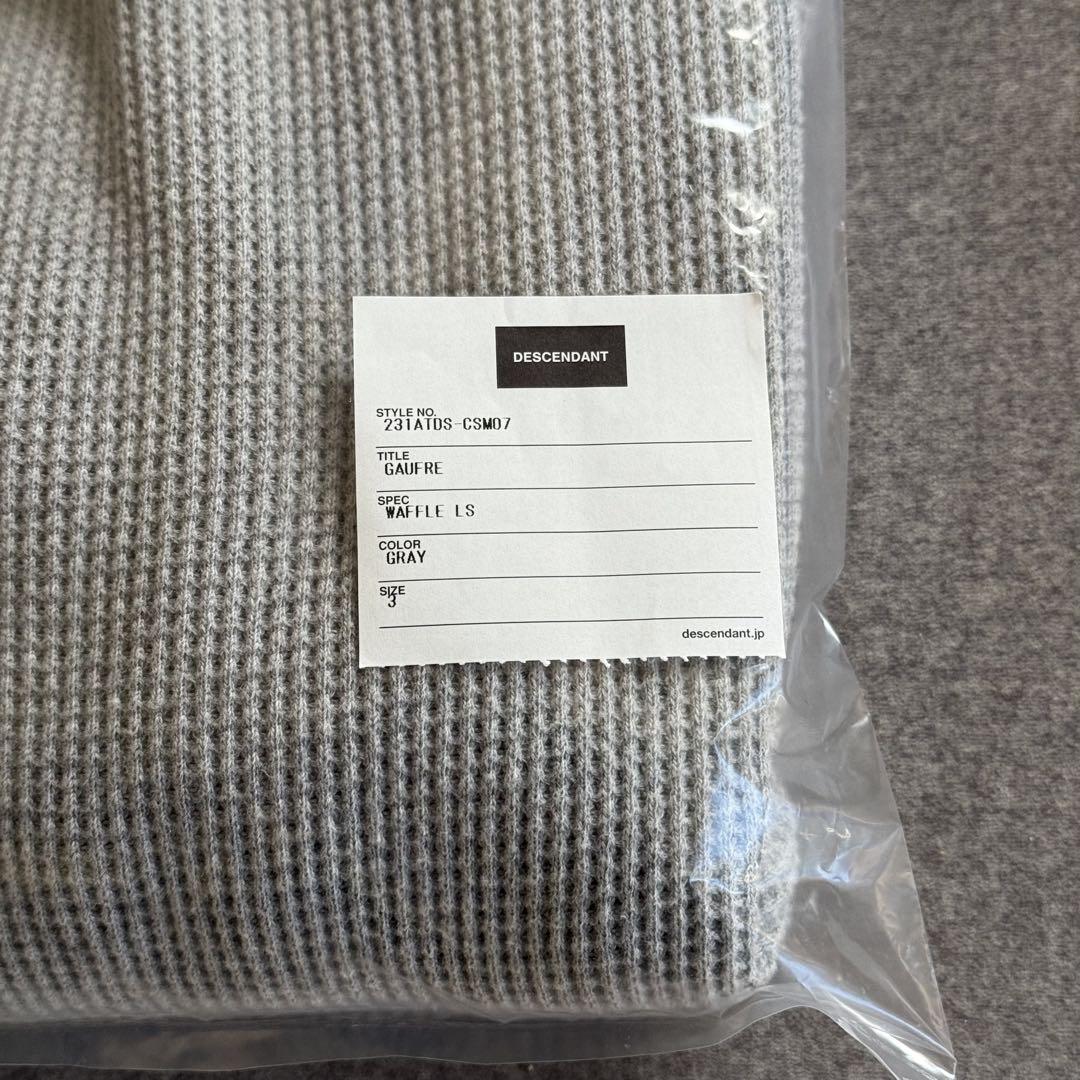 DESCENDANT
STYLE NO.
231ATDS-CSM07
TITLE
GAUFRE
SPEC
WAFFLE LS
COLOR
GRAY
SIZE
3
descendant.jp